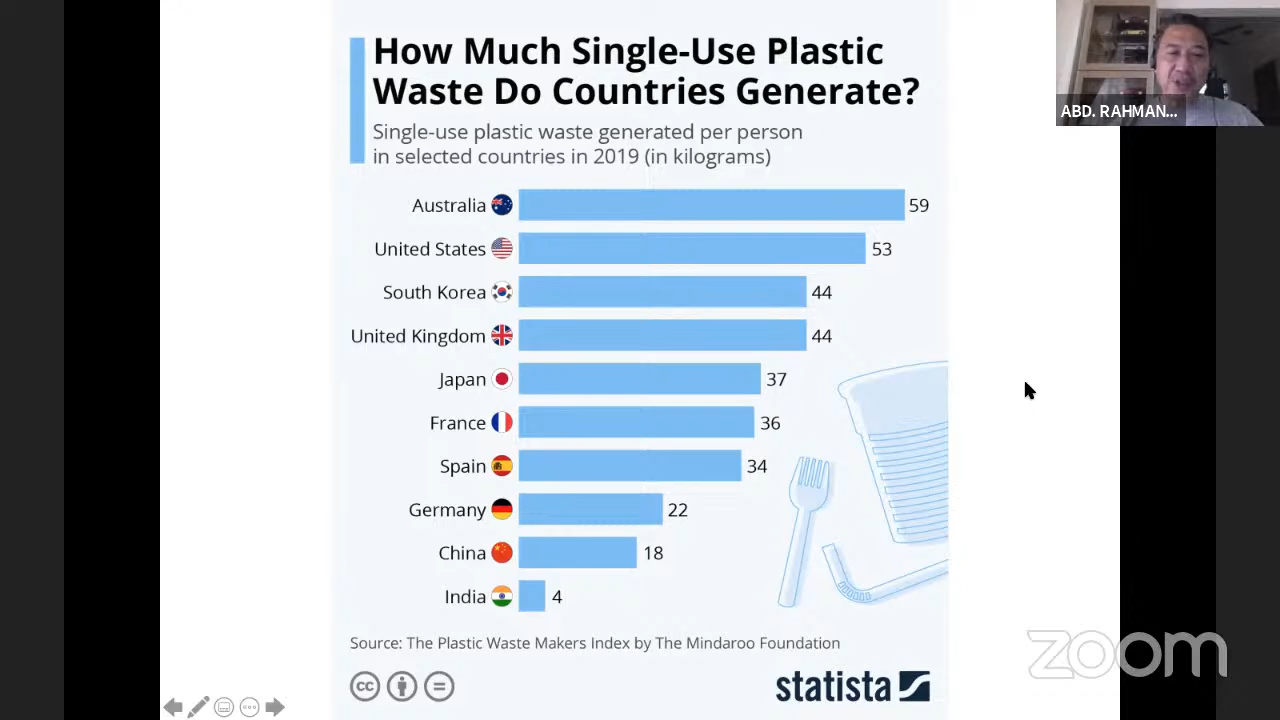 How Much Single-Use Plastic
Waste Do Countries Generate?
Single-use plastic waste generated per person
in selected countries in 2019 (in kilograms)
Australia 59
United States 53
South Korea 44
United Kingdom 44
Japan 37
France 36
Spain 34
Germany 22
China 18
India 4
Source: The Plastic Waste Makers Index by The Mindaroo Foundation
cc
statista
ABD. RAHMAN...
zoom